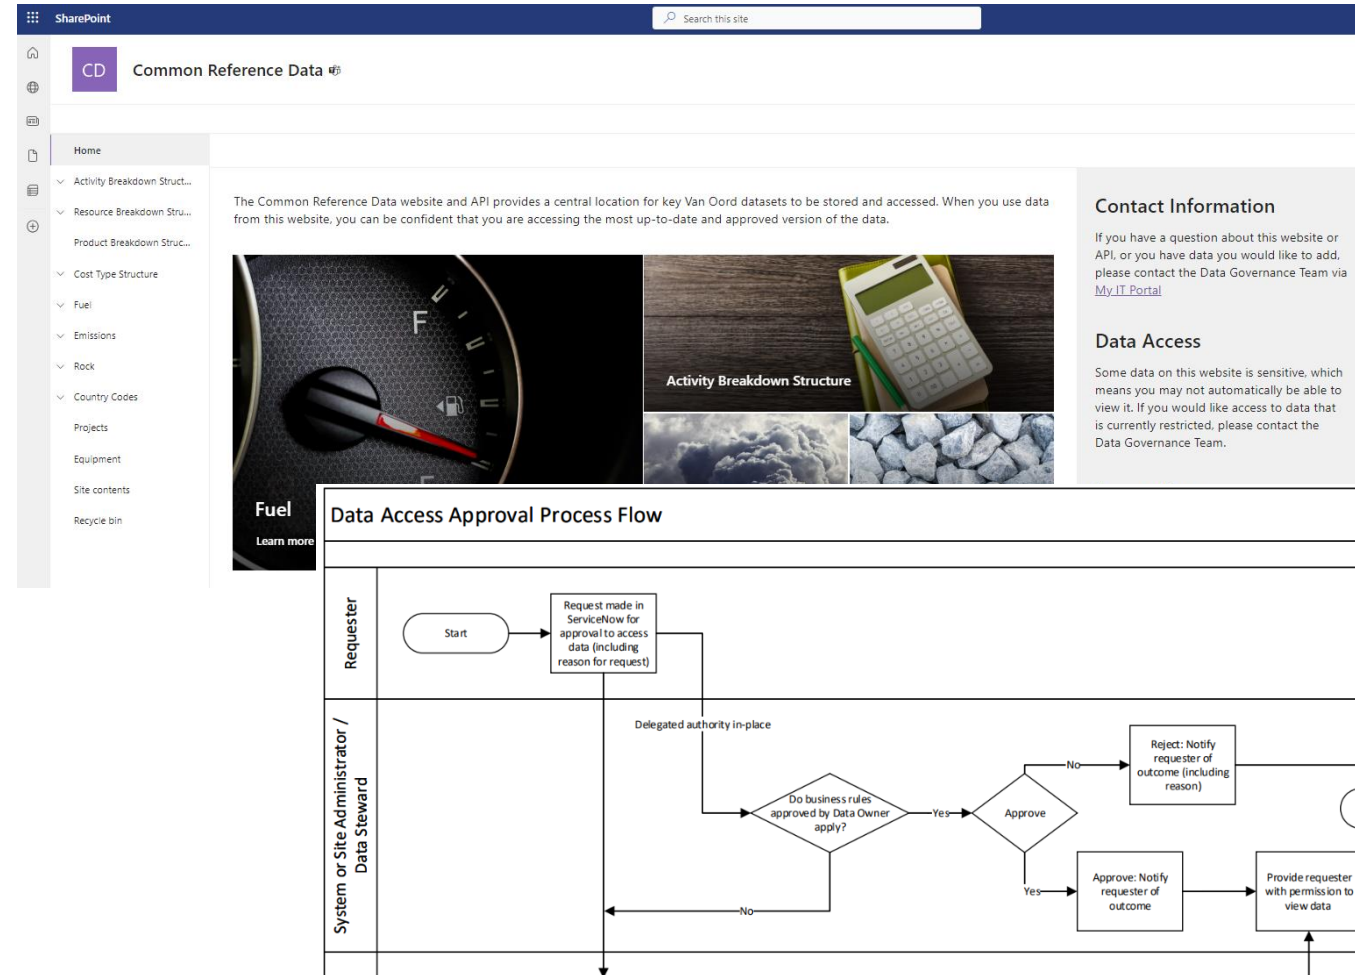 SharePoint
Search this site
CD
Common Reference Data
Home
Activity Breakdown Struct...
Resource Breakdown Stru...
Product Breakdown Struc...
Cost Type Structure
Fuel
Emissions
Rock
Country Codes
Projects
Equipment
Site contents
Recycle bin
The Common Reference Data website and API provides a central location for key Van Oord datasets to be stored and accessed. When you use data
from this website, you can be confident that you are accessing the most up-to-date and approved version of the data.
F
Fuel
Learn more
Activity Breakdown Structure
Contact Information
If you have a question about this website or
API, or you have data you would like to add,
please contact the Data Governance Team via
My IT Portal
Data Access
Some data on this website is sensitive, which
means you may not automatically be able to
view it. If you would like access to data that
is currently restricted, please contact the
Data Governance Team.
Data Access Approval Process Flow
Requester
Start
Request made in
ServiceNow for
approval to access
data (including
reason for request)
System or Site Administrator /
Data Steward
Delegated authority in-place
Do business rules
approved by Data Owner
apply?
Yes
No
Approve
No
Reject: Notify
requester of
outcome (including
reason)
Yes
Approve: Notify
requester of
outcome
Provide requester
with permission to
view data